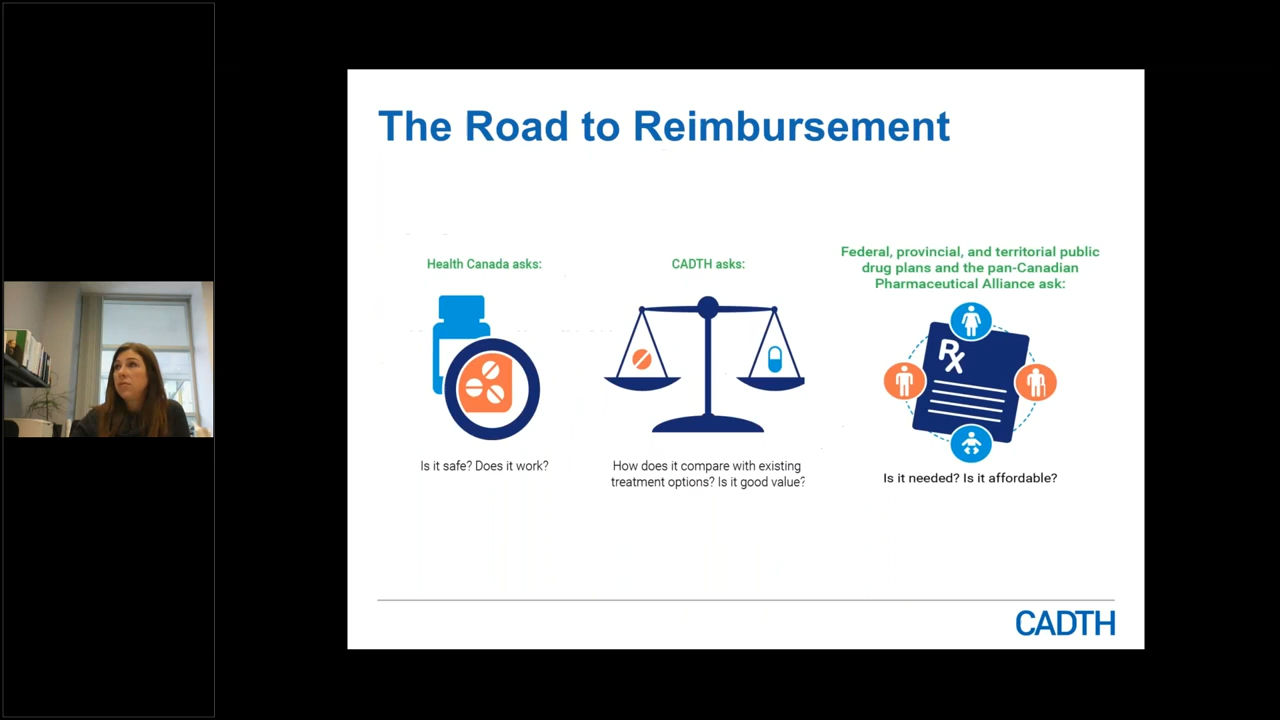 The Road to Reimbursement
Health Canada asks:
Is it safe? Does it work?
CADTH asks:
How does it compare with existing
treatment options? Is it good value?
Federal, provincial, and territorial public
drug plans and the pan-Canadian
Pharmaceutical Alliance ask:
Rx
Is it needed? Is it affordable?
CADTH